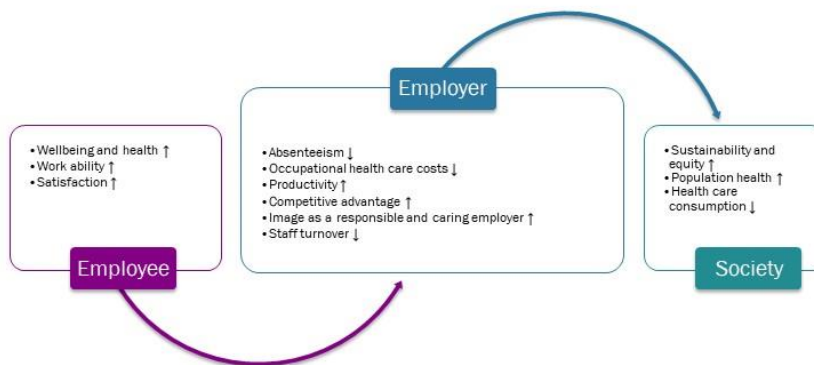 Employer
• Wellbeing and health ↑
• Work ability ↑
• Satisfaction ↑
Employee
• Absenteeism ↓
• Occupational health care costs ↓
• Productivity ↑
• Competitive advantage ↑
• Image as a responsible and caring employer ↑
• Staff turnover ↓
• Sustainability and
equity ↑
• Population health ↑
• Health care
consumption ↓
Society